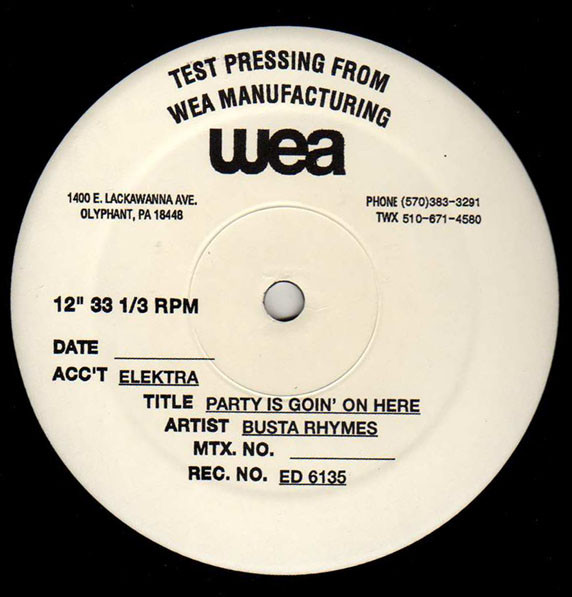 TEST PRESSING FROM
WEA MANUFACTURING
wea
1400 E. LACKAWANNA AVE.
OLYPHANT, PA 18448
PHONE (570)383-3291
TWX 510-671-4580
12" 33 1/3 RPM
DATE ____________
ACC'T ELEKTRA
TITLE PARTY IS GOIN' ON HERE
ARTIST BUSTA RHYMES
MTX. NO. ____________
REC. NO. ED 6135